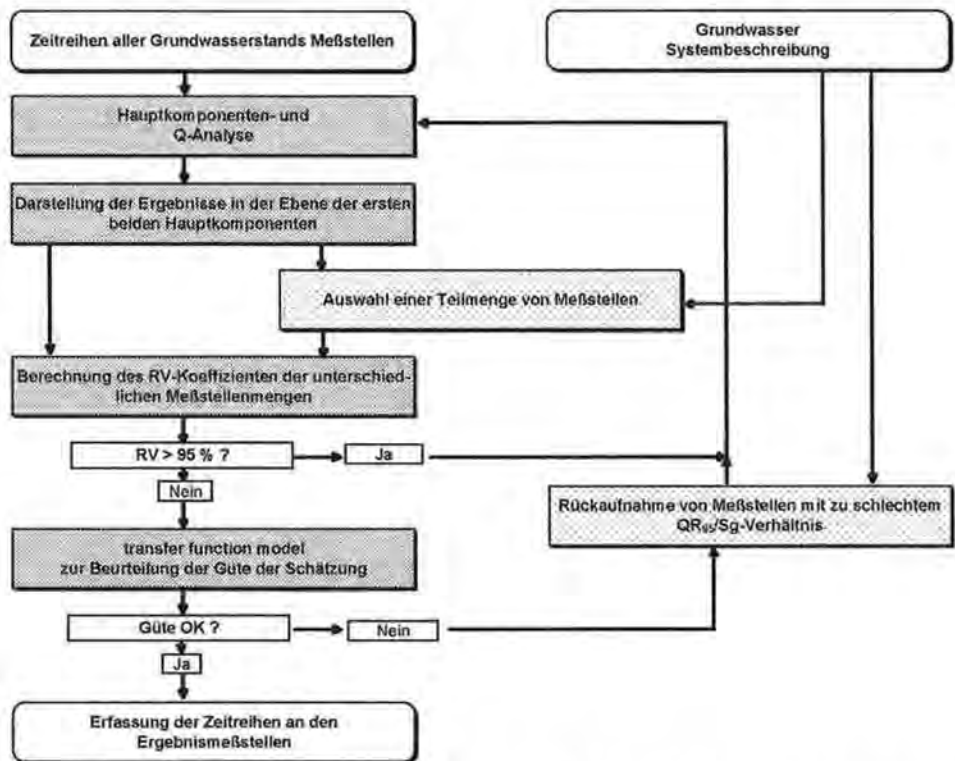 Zeitreihen aller Grundwasserstands Meßstellen
Grundwasser
Systembeschreibung
Hauptkomponenten- und
Q-Analyse
Darstellung der Ergebnisse in der Ebene der ersten
beiden Hauptkomponenten
Auswahl einer Teilmenge von Meßstellen
Berechnung des RV-Koeffizienten der unterschied-
lichen Meßstellenmengen
RV > 95 % ?
Ja
Nein
Rückaufnahme von Meßstellen mit zu schlechtem
QR₉₅/Sg-Verhältnis
transfer function model
zur Beurteilung der Güte der Schätzung
Güte OK ?
Nein
Ja
Erfassung der Zeitreihen an den
Ergebnismeßstellen